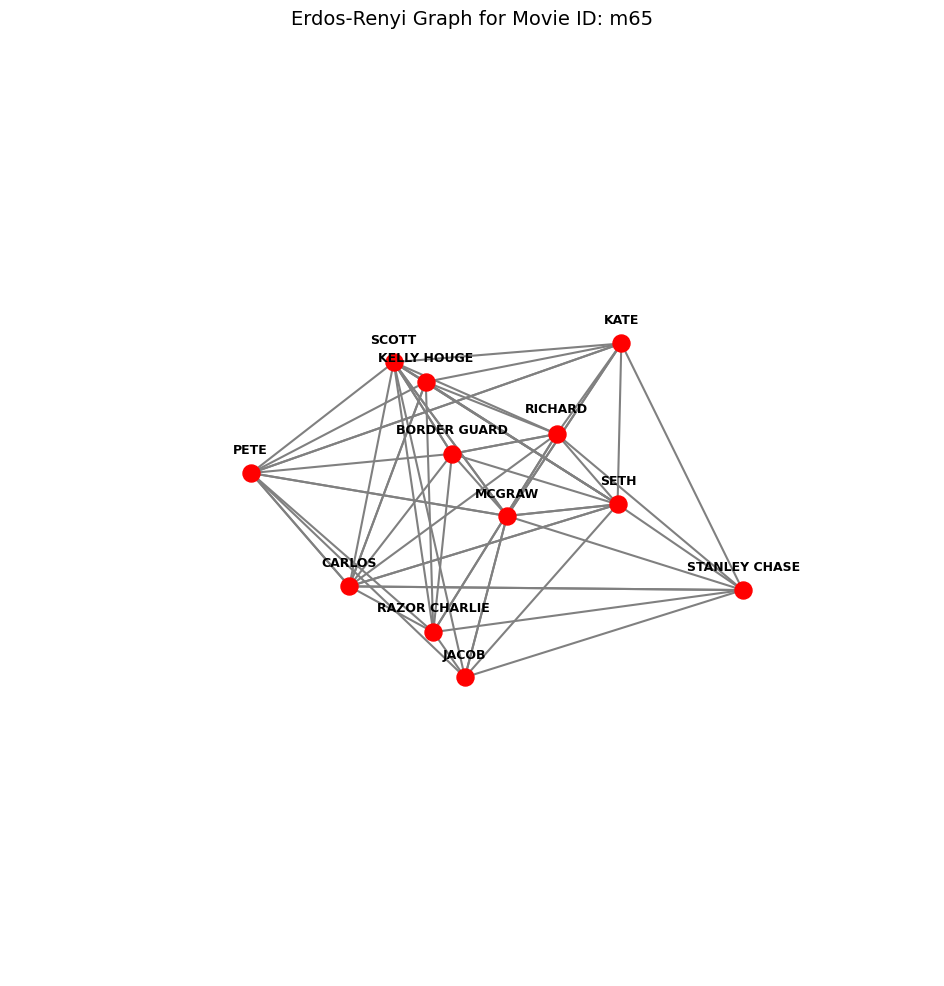 Erdos-Renyi Graph for Movie ID: m65
KATE
SCOTT
KELLY HOUGE
RICHARD
BORDER GUARD
PETE
SETH
MCGRAW
CARLOS
STANLEY CHASE
RAZOR CHARLIE
JACOB